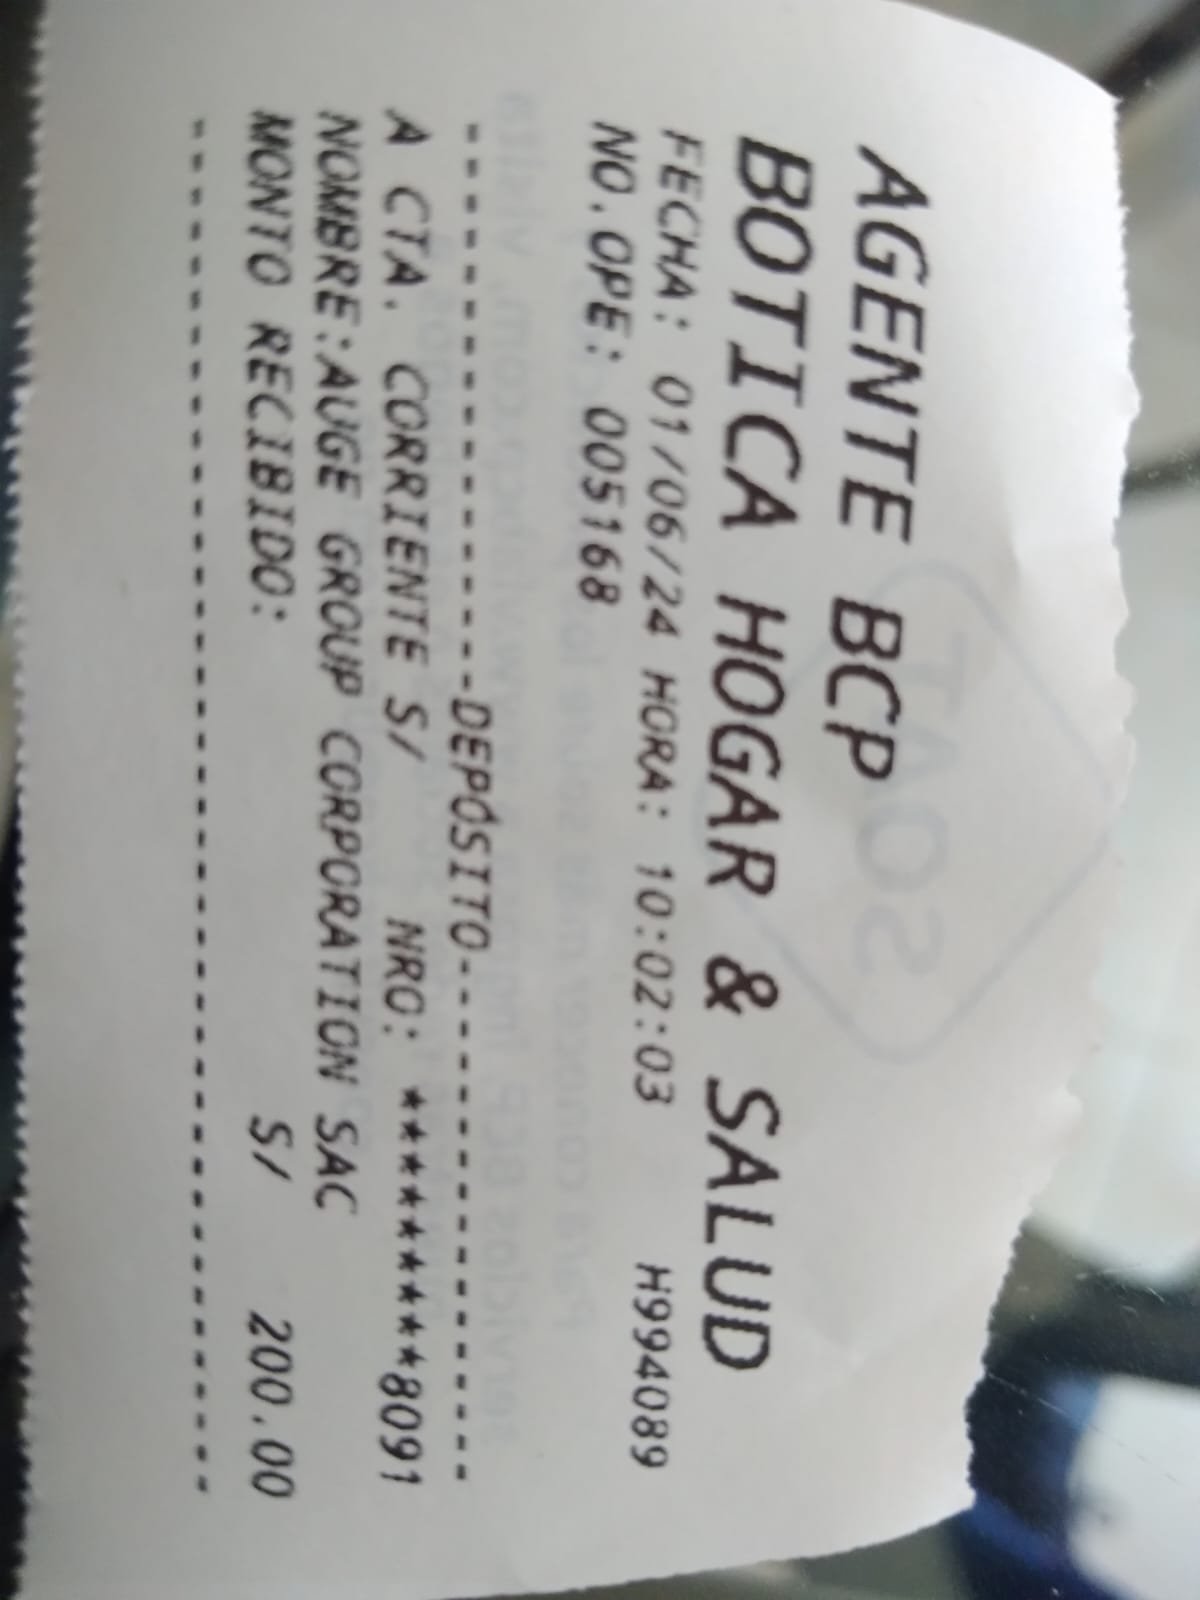 AGENTE BCP
BOTICA HOGAR & SALUD
FECHA: 01/06/24 HORA: 10:02:03 H994089
NO.OPE: 005168
--------------------DEPÓSITO--------------------
A CTA. CORRIENTE S/ NRO: *********8091
NOMBRE:AUGE GROUP CORPORATION SAC
MONTO RECIBIDO: S/ 200.00
------------------------------------------------
SOAT